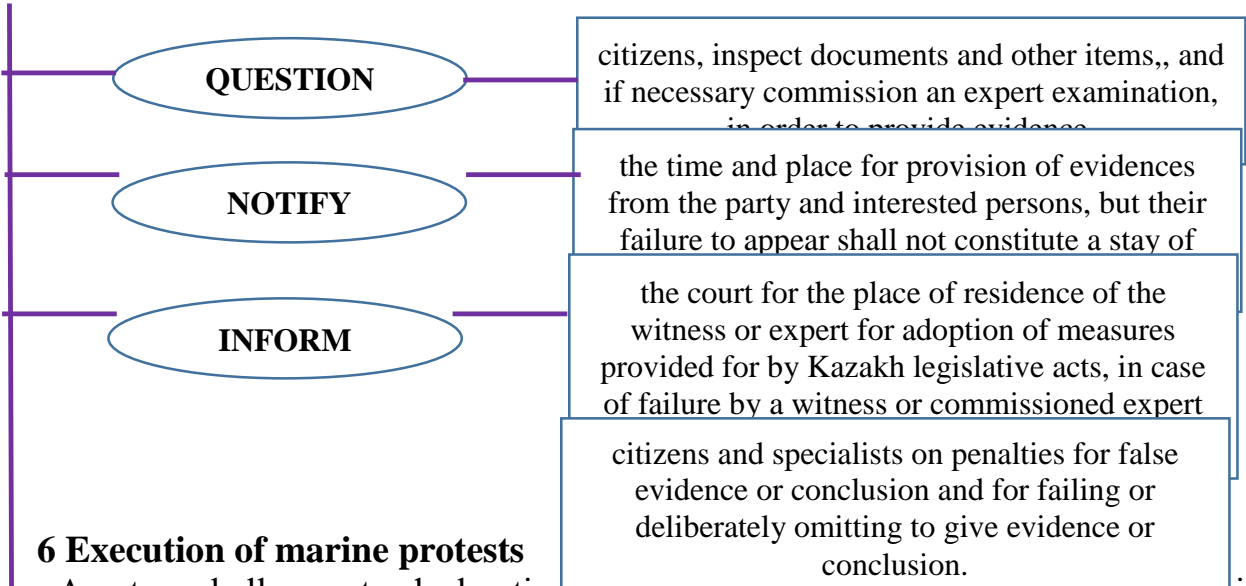 QUESTION
citizens, inspect documents and other items,, and
if necessary commission an expert examination,
in order to provide evidence
NOTIFY
the time and place for provision of evidences
from the party and interested persons, but their
failure to appear shall not constitute a stay of
INFORM
the court for the place of residence of the
witness or expert for adoption of measures
provided for by Kazakh legislative acts, in case
of failure by a witness or commissioned expert
citizens and specialists on penalties for false
evidence or conclusion and for failing or
deliberately omitting to give evidence or
conclusion.
6 Execution of marine protests